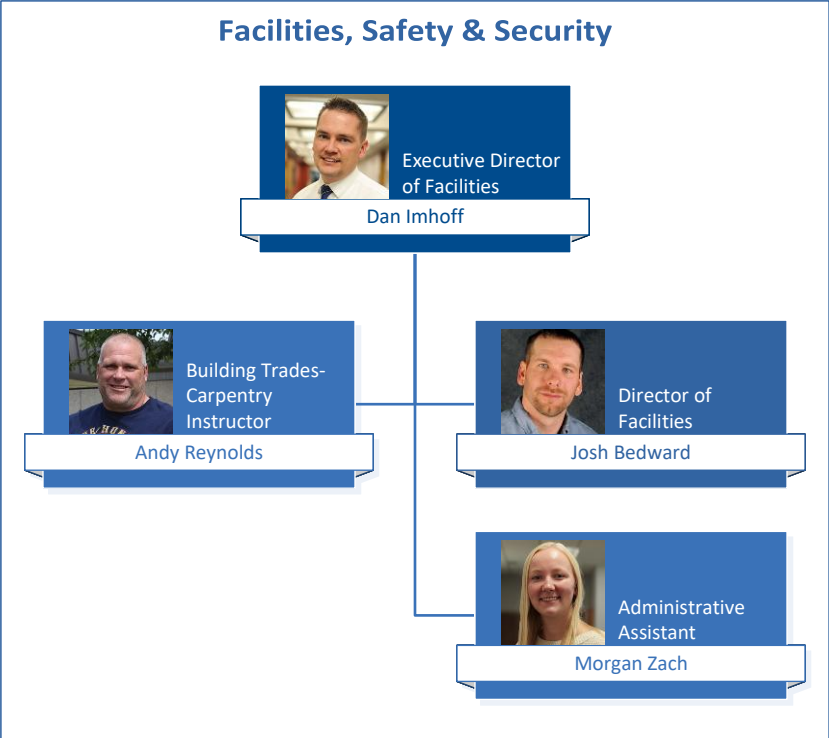 Facilities, Safety & Security
Executive Director
of Facilities
Dan Imhoff
Building Trades-
Carpentry
Instructor
Andy Reynolds
Director of
Facilities
Josh Bedward
Administrative
Assistant
Morgan Zach